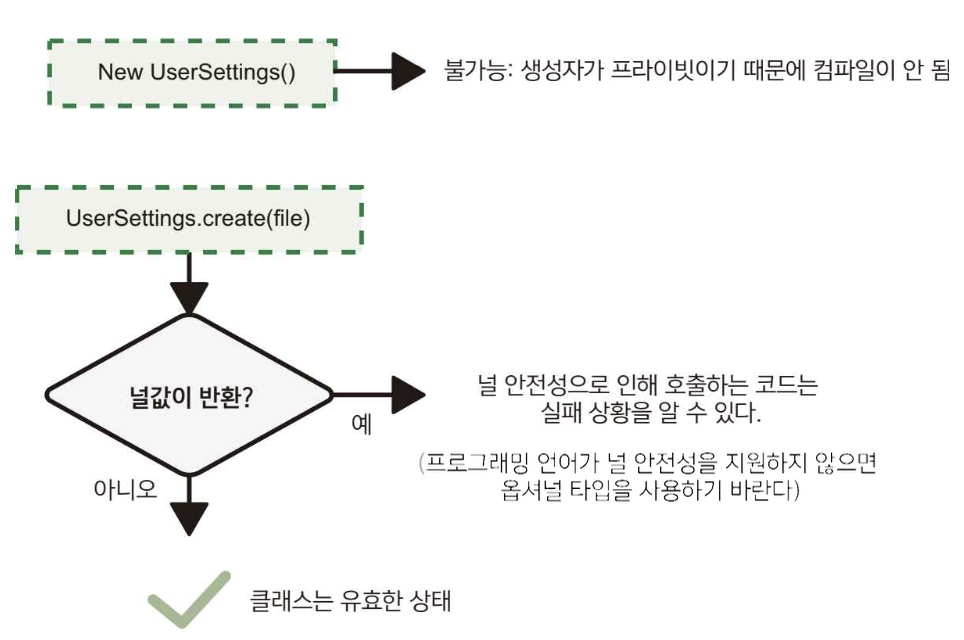 New UserSettings()
불가능: 생성자가 프라이빗이기 때문에 컴파일이 안 됨
UserSettings.create(file)
널값이 반환?
예
널 안전성으로 인해 호출하는 코드는
실패 상황을 알 수 있다.
(프로그래밍 언어가 널 안전성을 지원하지 않으면
옵셔널 타입을 사용하기 바란다)
아니오
클래스는 유효한 상태